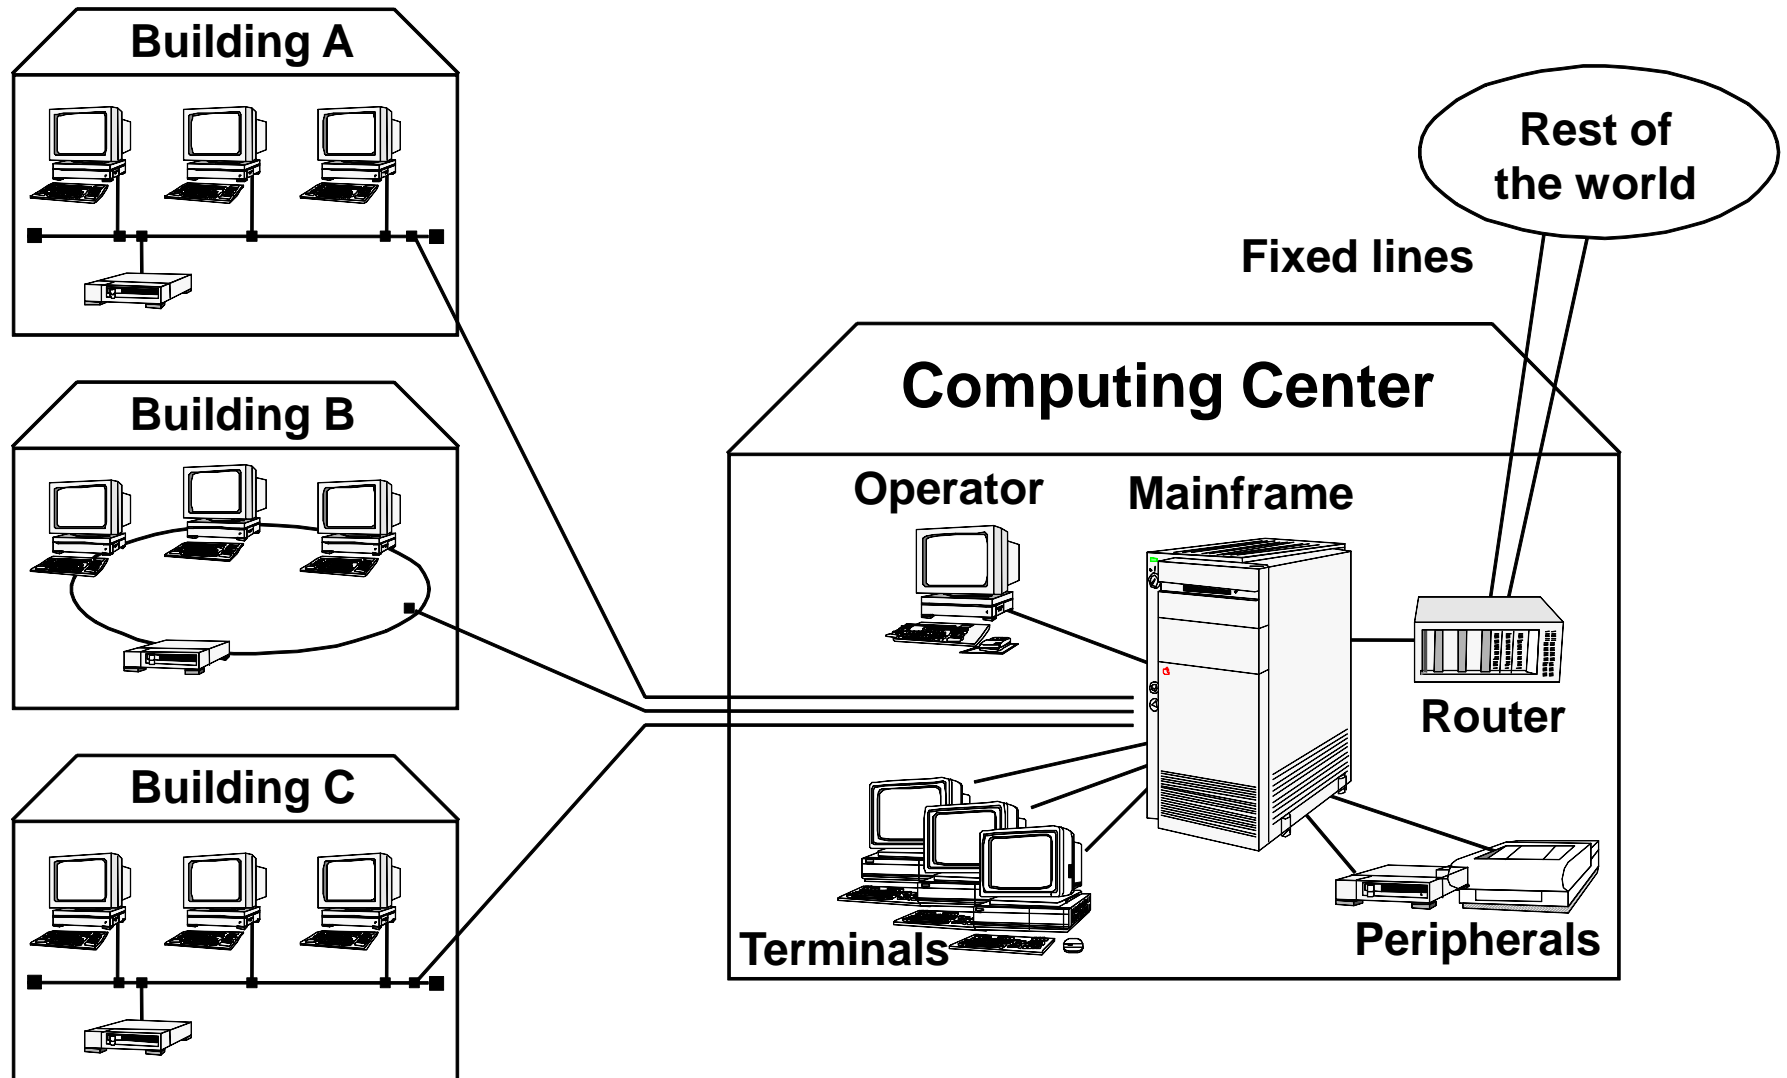 Building A
Rest of
the world
Fixed lines
Building B
Computing Center
Operator
Mainframe
Router
Building C
Terminals
Peripherals